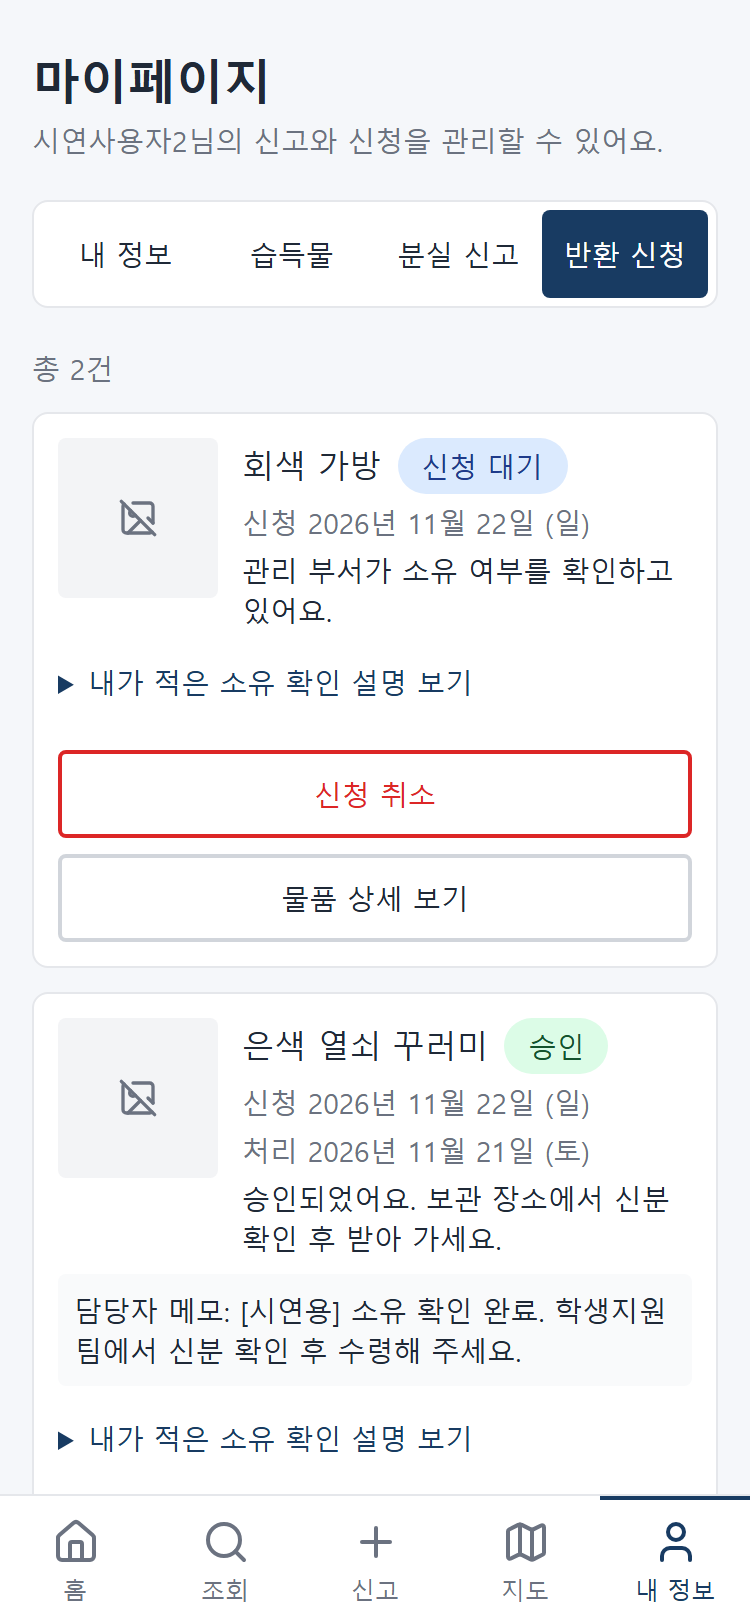 마이페이지
시연사용자2님의 신고와 신청을 관리할 수 있어요.
내 정보 습득물 분실 신고 반환 신청
총 2건
회색 가방 신청 대기
신청 2026년 11월 22일 (일)
관리 부서가 소유 여부를 확인하고
있어요.
▶ 내가 적은 소유 확인 설명 보기
신청 취소
물품 상세 보기
은색 열쇠 꾸러미 승인
신청 2026년 11월 22일 (일)
처리 2026년 11월 21일 (토)
승인되었어요. 보관 장소에서 신분
확인 후 받아 가세요.
담당자 메모: [시연용] 소유 확인 완료. 학생지원
팀에서 신분 확인 후 수령해 주세요.
▶ 내가 적은 소유 확인 설명 보기
홈 조회 신고 지도 내 정보